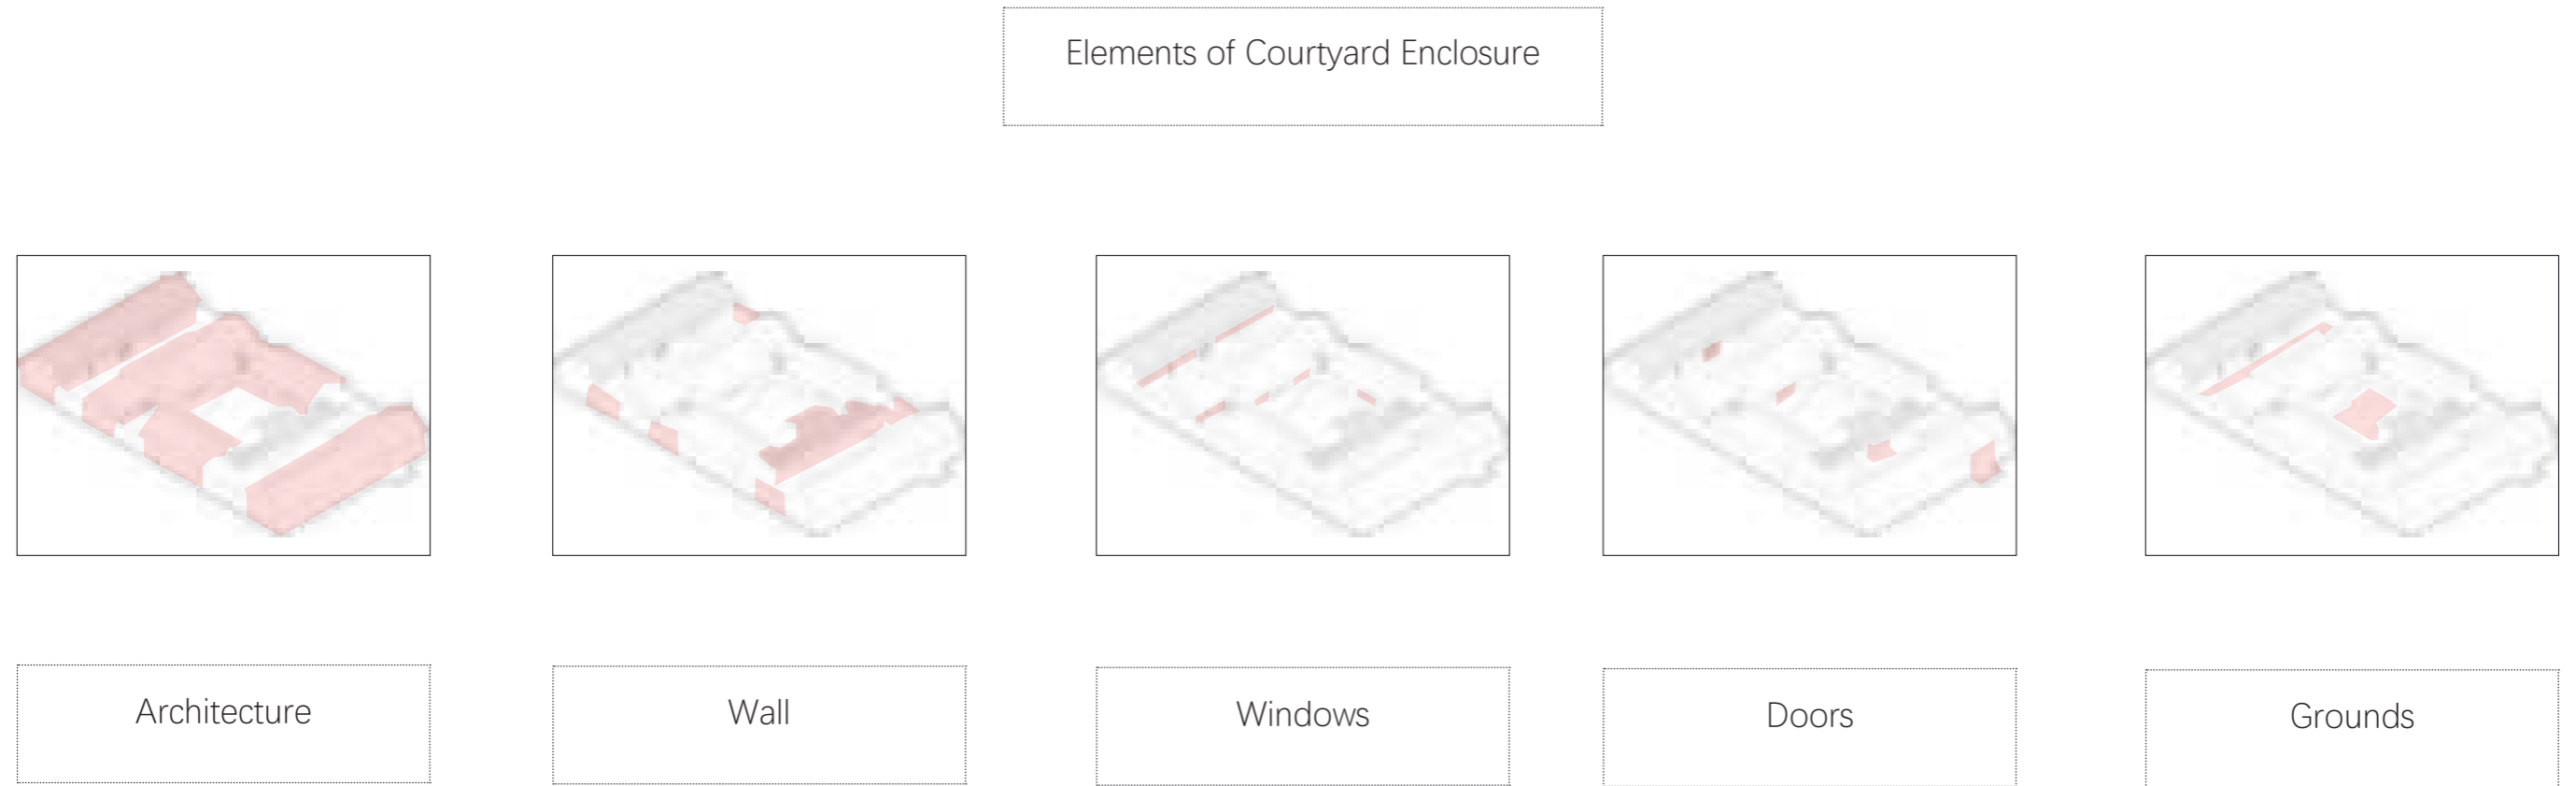 Elements of Courtyard Enclosure
Architecture
Wall
Windows
Doors
Grounds